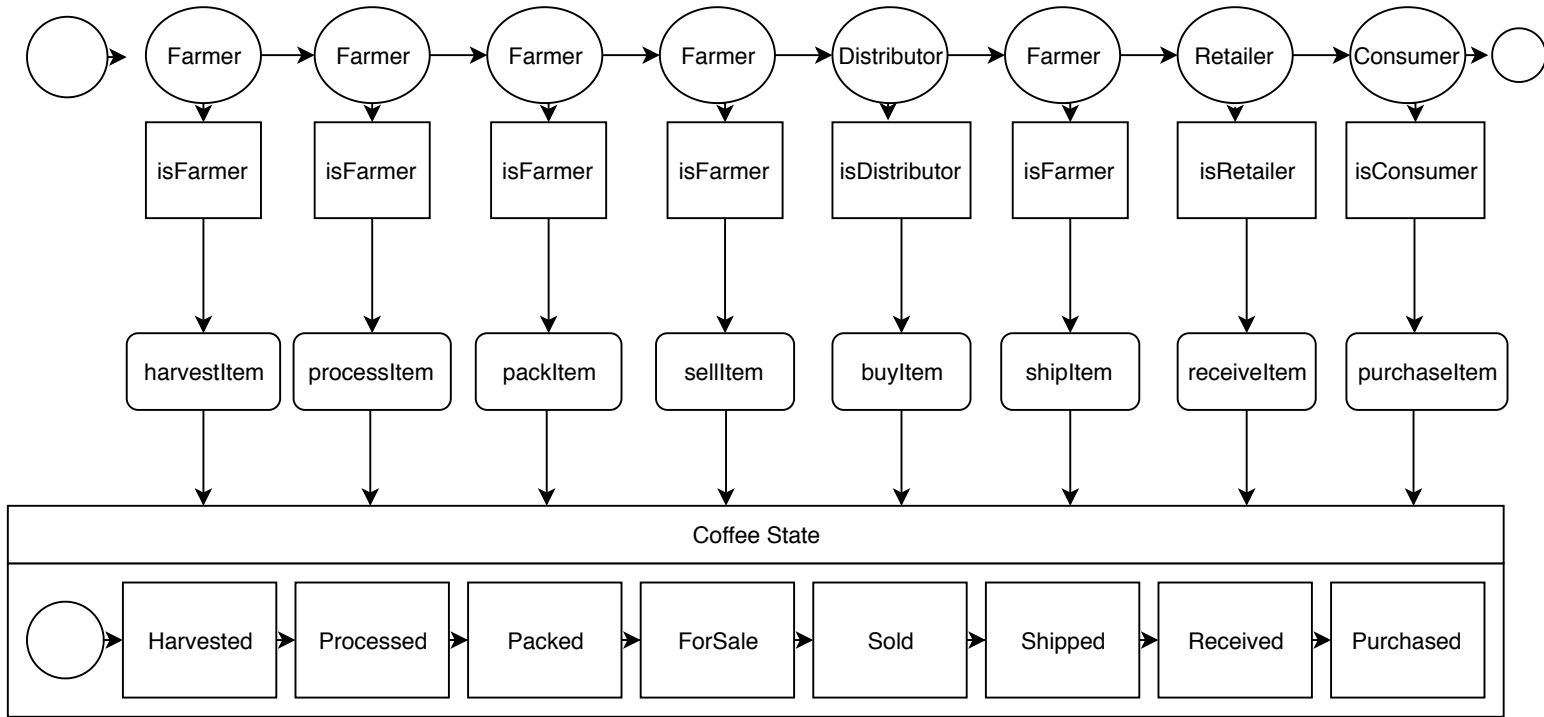 Farmer
Farmer
Farmer
Farmer
Distributor
Farmer
Retailer
Consumer
isFarmer
isFarmer
isFarmer
isFarmer
isDistributor
isFarmer
isRetailer
isConsumer
harvestItem
processItem
packItem
sellItem
buyItem
shipItem
receiveItem
purchaseItem
Coffee State
Harvested
Processed
Packed
ForSale
Sold
Shipped
Received
Purchased